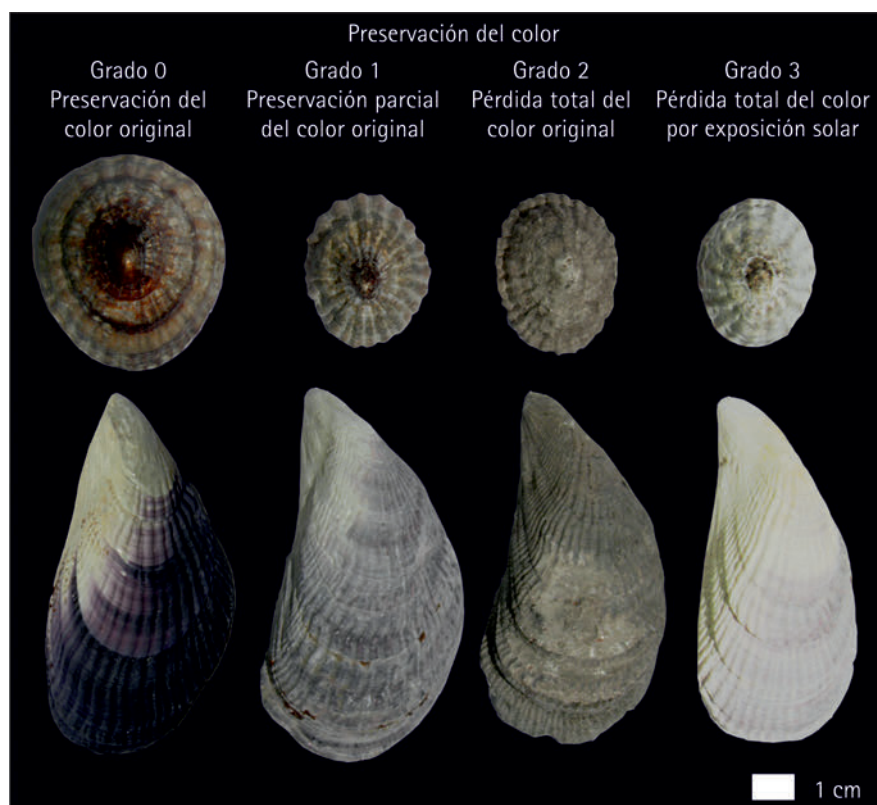 Preservación del color
Grado 0
Preservación del
color original
Grado 1
Preservación parcial
del color original
Grado 2
Pérdida total del
color original
Grado 3
Pérdida total del color
por exposición solar
1 cm